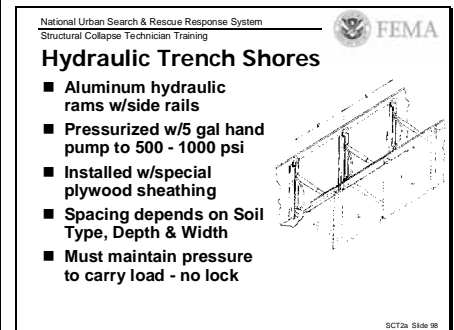 National Urban Search & Rescue Response System
Structural Collapse Technician Training
FEMA
Hydraulic Trench Shores
■ Aluminum hydraulic
rams w/side rails
■ Pressurized w/5 gal hand
pump to 500 - 1000 psi
■ Installed w/special
plywood sheathing
■ Spacing depends on Soil
Type, Depth & Width
■ Must maintain pressure
to carry load - no lock
SCT2a Slide 98